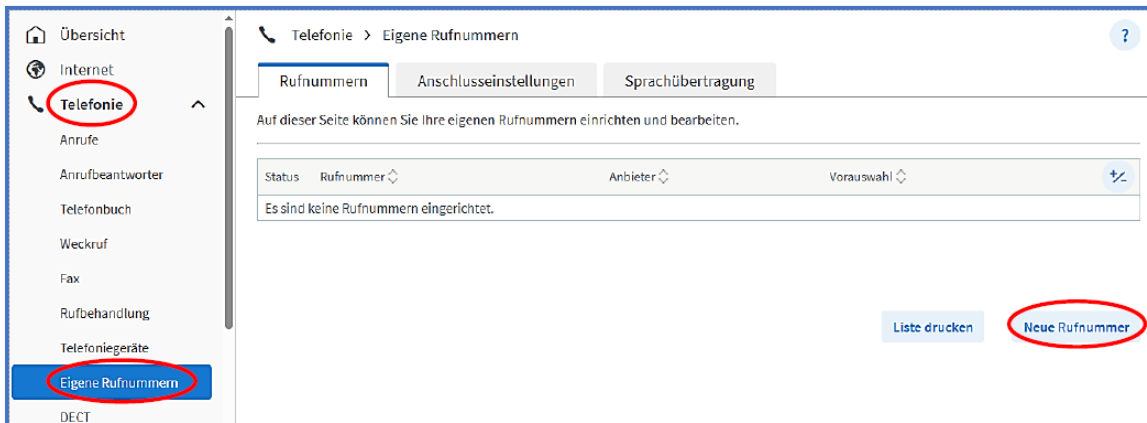 Übersicht
Internet
Telefonie
Anrufe
Anrufbeantworter
Telefonbuch
Weckruf
Fax
Rufbehandlung
Telefoniegeräte
Eigene Rufnummern
DECT
Telefonie > Eigene Rufnummern ?
Rufnummern Anschlusseinstellungen Sprachübertragung
Auf dieser Seite können Sie Ihre eigenen Rufnummern einrichten und bearbeiten.
Status Rufnummer Anbieter Vorauswahl +/-
Es sind keine Rufnummern eingerichtet.
Liste drucken Neue Rufnummer